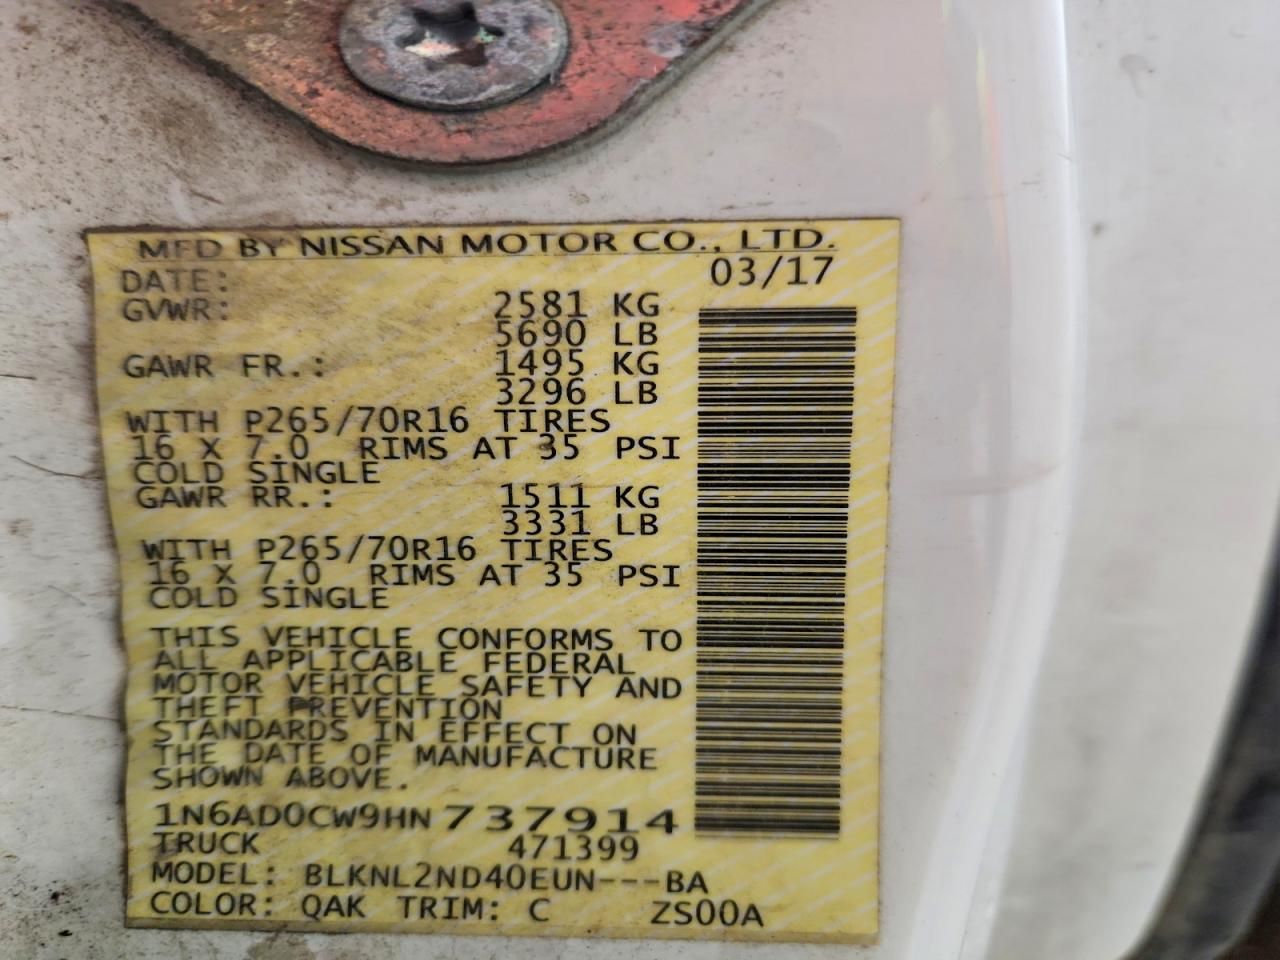 MFD BY NISSAN MOTOR CO., LTD.
DATE: 03/17
GVWR: 2581 KG
5690 LB
GAWR FR.: 1495 KG
3296 LB
WITH P265/70R16 TIRES
16 X 7.0 RIMS AT 35 PSI
COLD SINGLE
GAWR RR.: 1511 KG
3331 LB
WITH P265/70R16 TIRES
16 X 7.0 RIMS AT 35 PSI
COLD SINGLE
THIS VEHICLE CONFORMS TO
ALL APPLICABLE FEDERAL
MOTOR VEHICLE SAFETY AND
THEFT PREVENTION
STANDARDS IN EFFECT ON
THE DATE OF MANUFACTURE
SHOWN ABOVE.
1N6AD0CW9HN737914
TRUCK 471399
MODEL: BLKNL2ND40EUN---BA
COLOR: QAK TRIM: C ZS00A